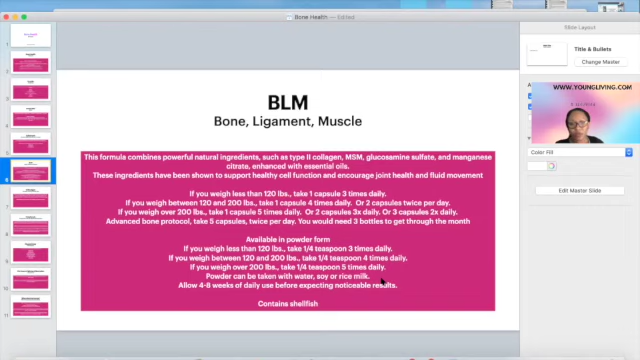 Bone Health — Edited
Slide Layout
Title & Bullets
Change Master
WWW.YOUNGLIVING.COM
Color Fill
Edit Master Slide
BLM
Bone, Ligament, Muscle
This formula combines powerful natural ingredients, such as type II collagen, MSM, glucosamine sulfate, and manganese
citrate, enhanced with essential oils.
These ingredients have been shown to support healthy cell function and encourage joint health and fluid movement
If you weigh less than 120 lbs., take 1 capsule 3 times daily.
If you weigh between 120 and 200 lbs., take 1 capsule 4 times daily. Or 2 capsules twice per day.
If you weigh over 200 lbs., take 1 capsule 5 times daily. Or 2 capsules 3x daily. Or 3 capsules 2x daily.
Advanced bone protocol, take 5 capsules, twice per day. You would need 3 bottles to get through the month
Available in powder form
If you weigh less than 120 lbs., take 1/4 teaspoon 3 times daily.
If you weigh between 120 and 200 lbs., take 1/4 teaspoon 4 times daily.
If you weigh over 200 lbs., take 1/4 teaspoon 5 times daily.
Powder can be taken with water, soy or rice milk.
Allow 4-8 weeks of daily use before expecting noticeable results.
Contains shellfish